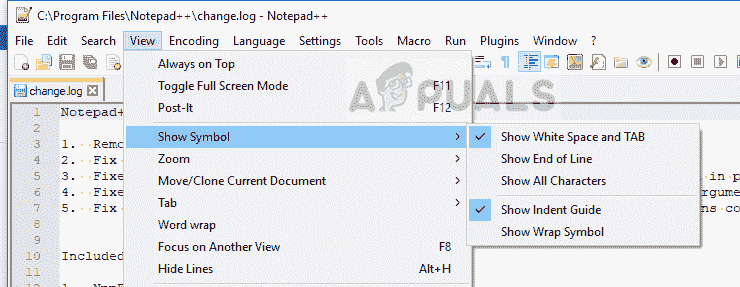 C:\Program Files\Notepad++\change.log - Notepad++
File Edit Search View Encoding Language Settings Tools Macro Run Plugins Window ?
change.log
Always on Top
Toggle Full Screen Mode F11
Post-It F12
Show Symbol
Zoom
Move/Clone Current Document
Tab
Word wrap
Focus on Another View F8
Hide Lines Alt+H
Show White Space and TAB
Show End of Line
Show All Characters
Show Indent Guide
Show Wrap Symbol
APPUALS
1 Notepad+
2
3 1. Remo
4 2. Fix
5 3. Fixe in p
6 4. Fixe rgume
7 5. Fix ns co
8
9
10 Included
11
12 1.